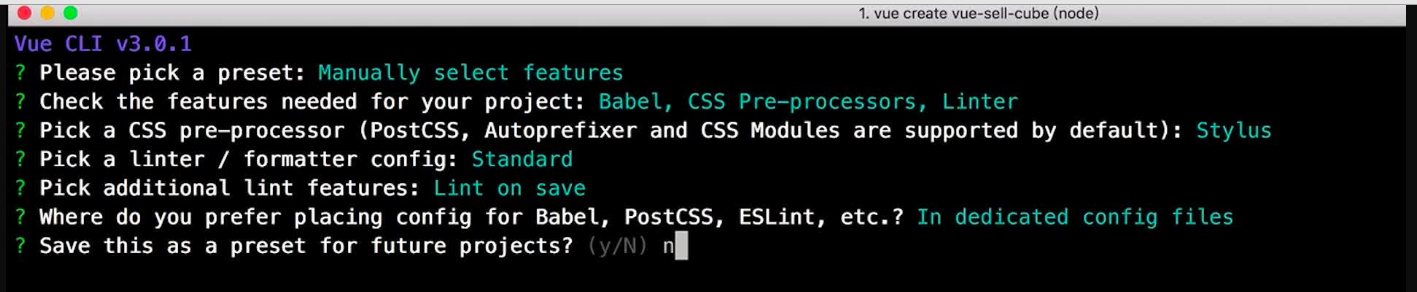 1. vue create vue-sell-cube (node)
Vue CLI v3.0.1
? Please pick a preset: Manually select features
? Check the features needed for your project: Babel, CSS Pre-processors, Linter
? Pick a CSS pre-processor (PostCSS, Autoprefixer and CSS Modules are supported by default): Stylus
? Pick a linter / formatter config: Standard
? Pick additional lint features: Lint on save
? Where do you prefer placing config for Babel, PostCSS, ESLint, etc.? In dedicated config files
? Save this as a preset for future projects? (y/N) n